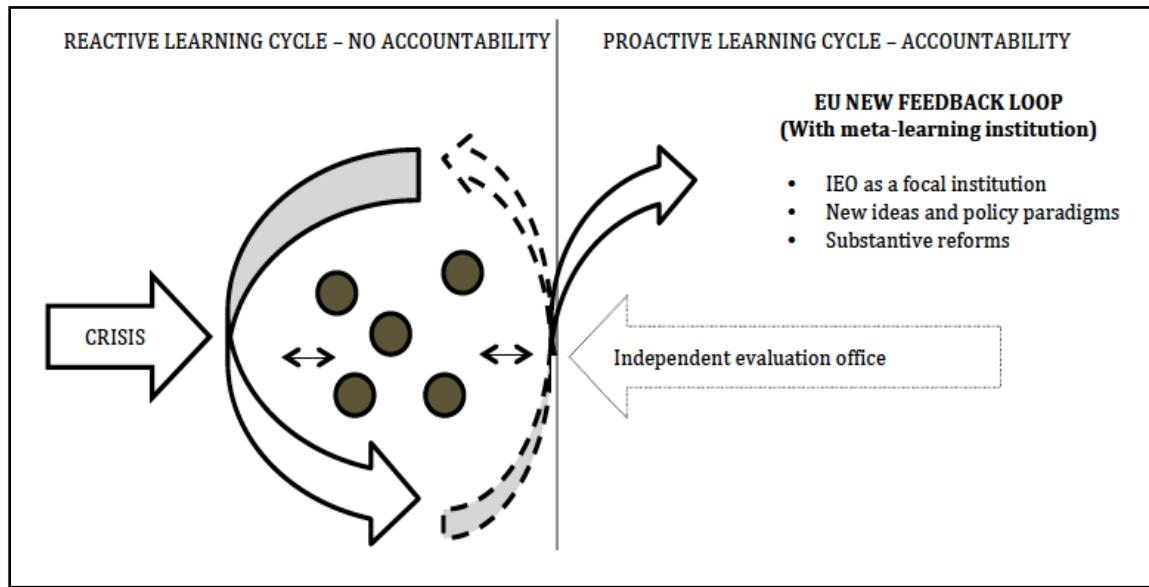 REACTIVE LEARNING CYCLE – NO ACCOUNTABILITY
PROACTIVE LEARNING CYCLE – ACCOUNTABILITY
EU NEW FEEDBACK LOOP
(With meta-learning institution)
• IEO as a focal institution
• New ideas and policy paradigms
• Substantive reforms
CRISIS
Independent evaluation office